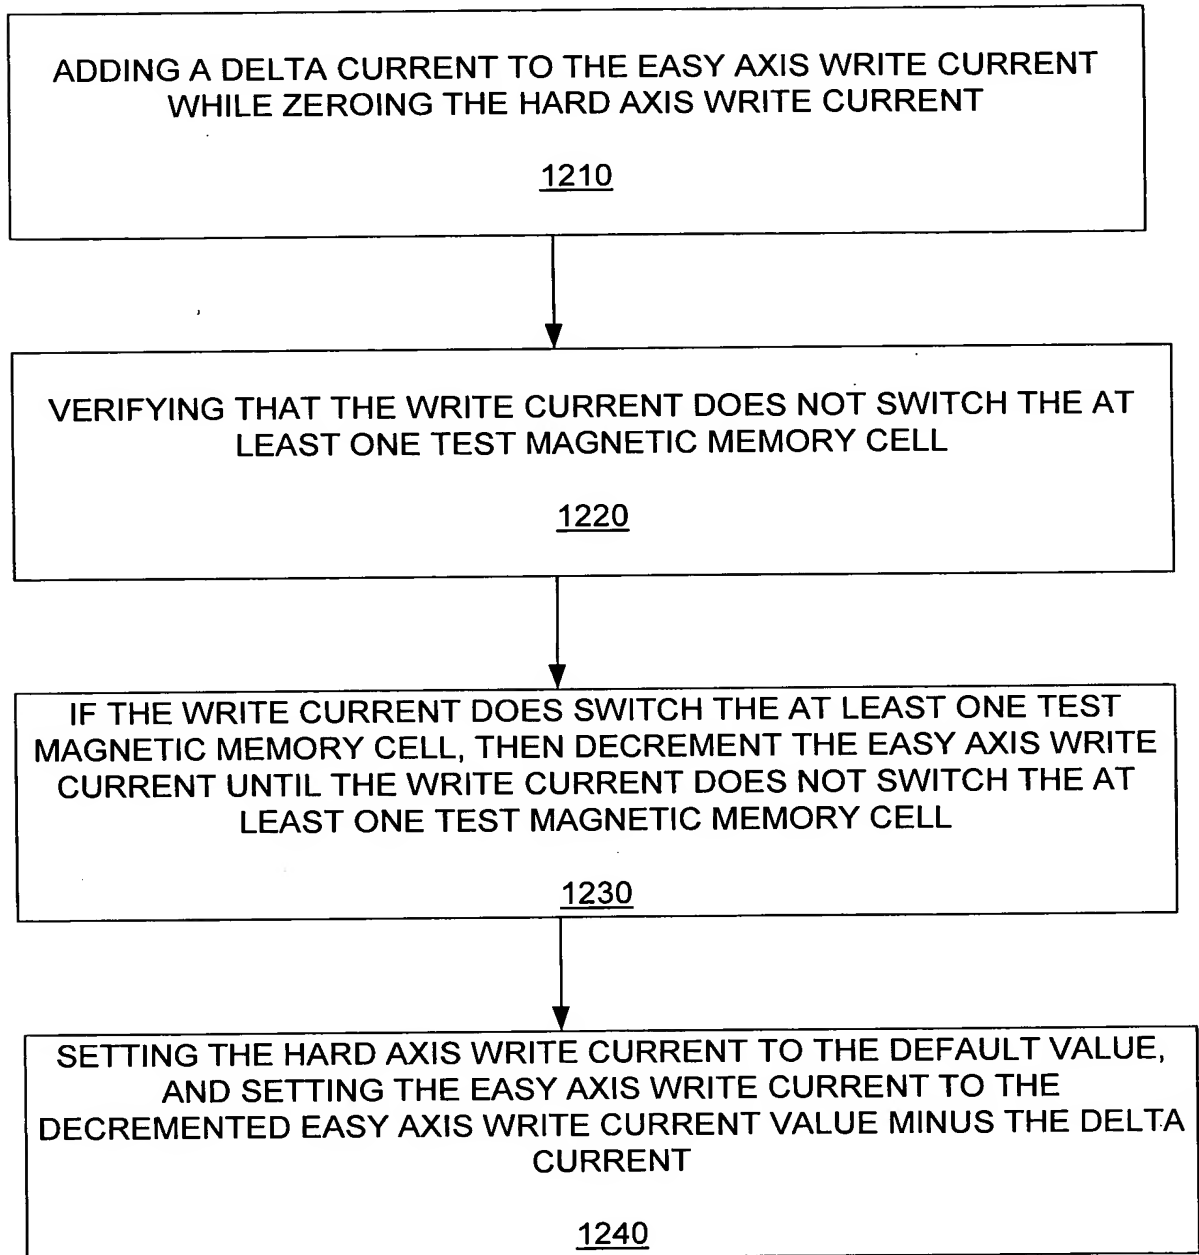 ADDING A DELTA CURRENT TO THE EASY AXIS WRITE CURRENT
WHILE ZEROING THE HARD AXIS WRITE CURRENT
1210
VERIFYING THAT THE WRITE CURRENT DOES NOT SWITCH THE AT
LEAST ONE TEST MAGNETIC MEMORY CELL
1220
IF THE WRITE CURRENT DOES SWITCH THE AT LEAST ONE TEST
MAGNETIC MEMORY CELL, THEN DECREMENT THE EASY AXIS WRITE
CURRENT UNTIL THE WRITE CURRENT DOES NOT SWITCH THE AT
LEAST ONE TEST MAGNETIC MEMORY CELL
1230
SETTING THE HARD AXIS WRITE CURRENT TO THE DEFAULT VALUE,
AND SETTING THE EASY AXIS WRITE CURRENT TO THE
DECREMENTED EASY AXIS WRITE CURRENT VALUE MINUS THE DELTA
CURRENT
1240